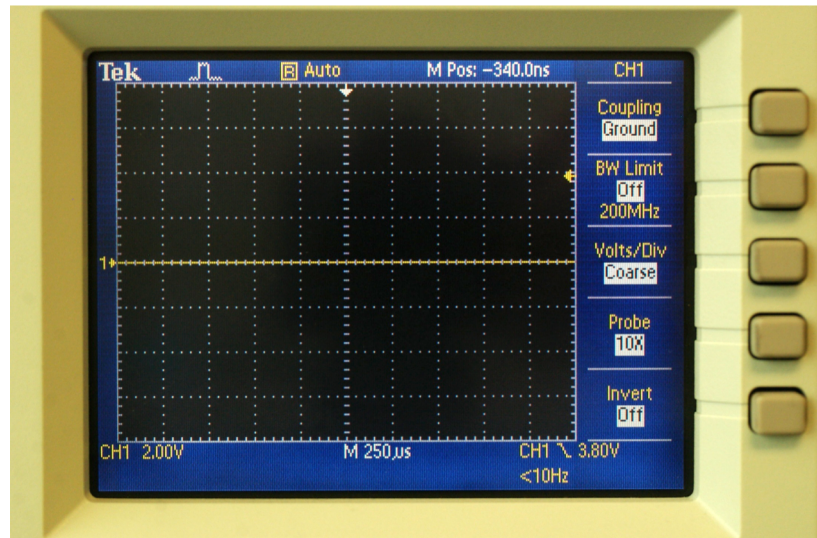 Tek R Auto M Pos: -340.0ns CH1
Coupling
Ground
BW Limit
Off
200MHz
1
Volts/Div
Coarse
Probe
10X
Invert
Off
CH1 2.00V M 250µs CH1 3.80V
<10Hz